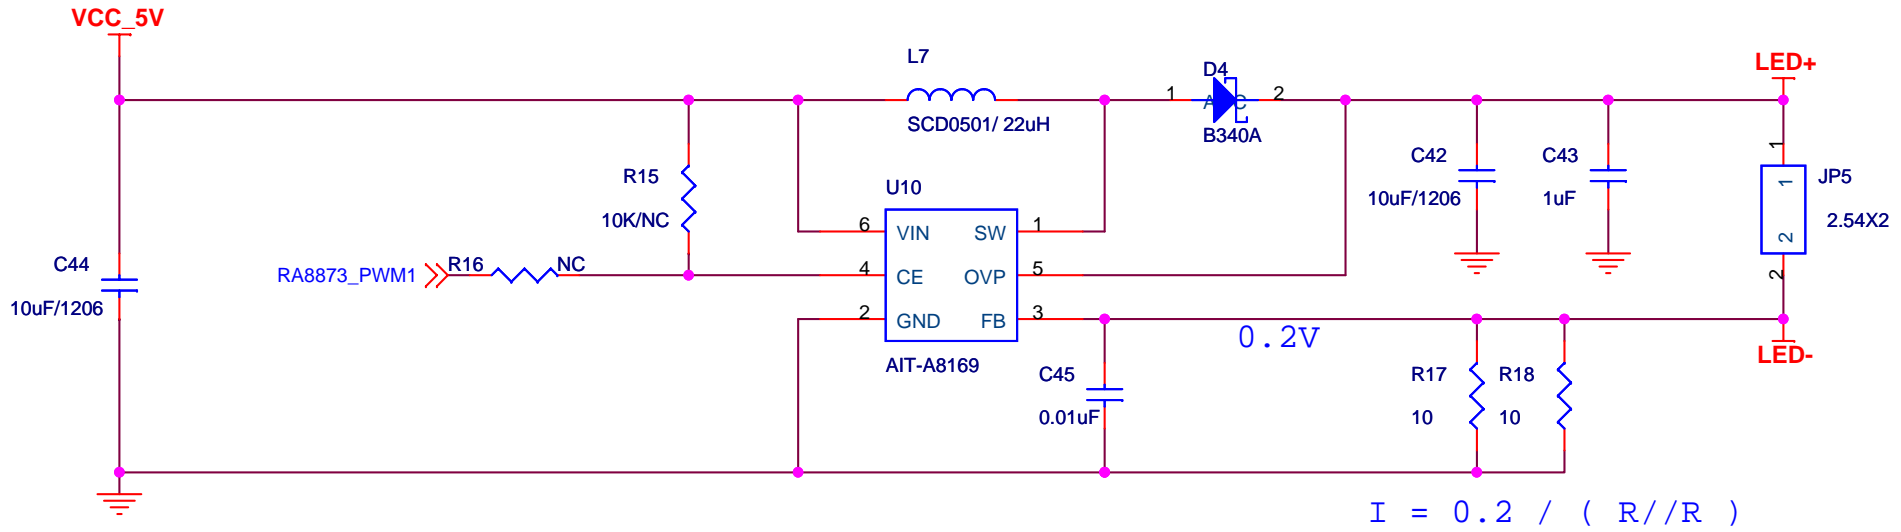 VCC_5V
L7
SCD0501/ 22uH
1
D4
A C
2
B340A
LED+
R15
10K/NC
C42
10uF/1206
C43
1uF
1
1
2
2
JP5
2.54X2
U10
6
VIN
SW
1
RA8873_PWM1
R16
NC
4
CE
OVP
5
2
GND
FB
3
AIT-A8169
C44
10uF/1206
0.2V
LED-
C45
0.01uF
R17
10
R18
10
I = 0.2 / ( R//R )